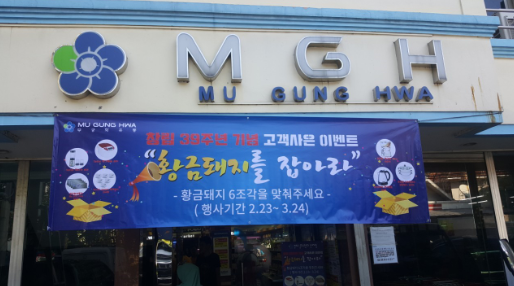 MGH
MU GUNG HWA
MU GUNG HWA
창립 39주년 기념 고객사은 이벤트
"황금돼지를 잡아라"
- 황금돼지 6조각을 맞춰주세요 -
( 행사기간 2.23~ 3.24)